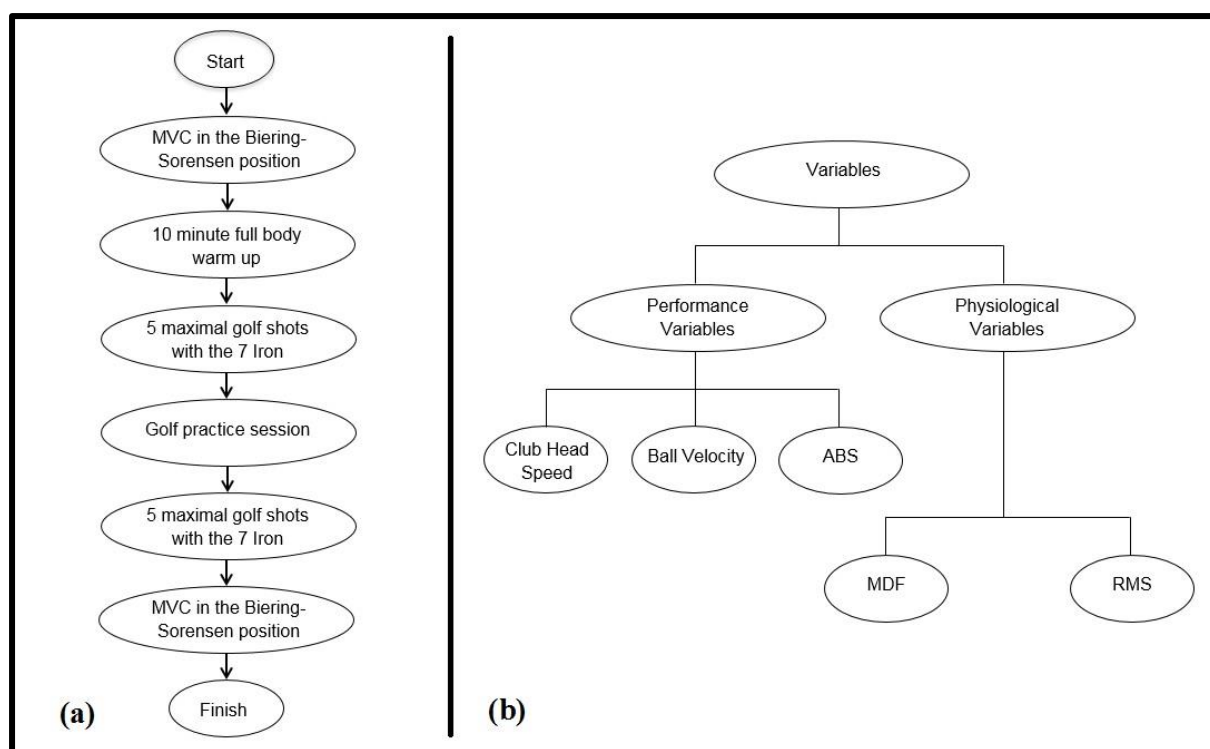 Start
MVC in the Biering-
Sorensen position
10 minute full body
warm up
5 maximal golf shots
with the 7 Iron
Golf practice session
5 maximal golf shots
with the 7 Iron
MVC in the Biering-
Sorensen position
Finish
(a)
Variables
Performance
Variables
Physiological
Variables
Club Head
Speed
Ball Velocity
ABS
MDF
RMS
(b)